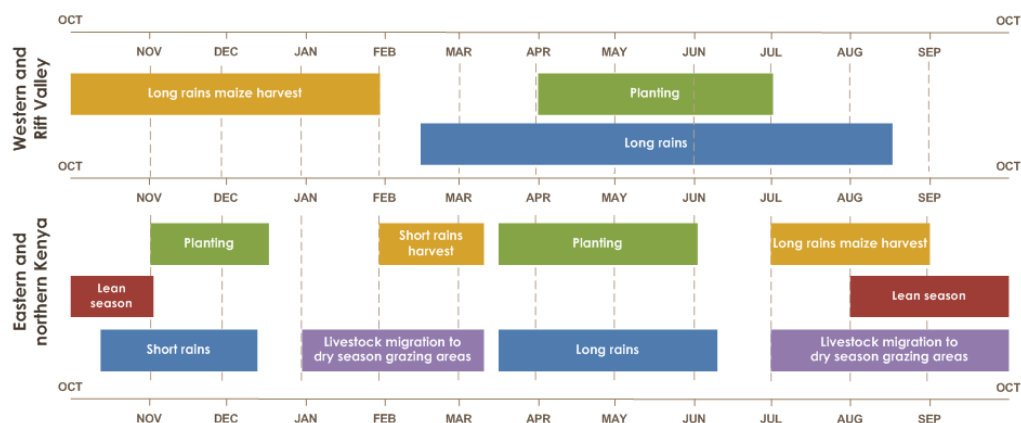 OCT OCT
NOV DEC JAN FEB MAR APR MAY JUN JUL AUG SEP
Western and
Rift Valley
Long rains maize harvest
Planting
Long rains
OCT OCT
NOV DEC JAN FEB MAR APR MAY JUN JUL AUG SEP
Eastern and
northern Kenya
Planting
Short rains
harvest
Planting
Long rains maize harvest
Lean
season
Lean season
Short rains
Livestock migration to
dry season grazing areas
Long rains
Livestock migration to
dry season grazing areas
OCT OCT
NOV DEC JAN FEB MAR APR MAY JUN JUL AUG SEP